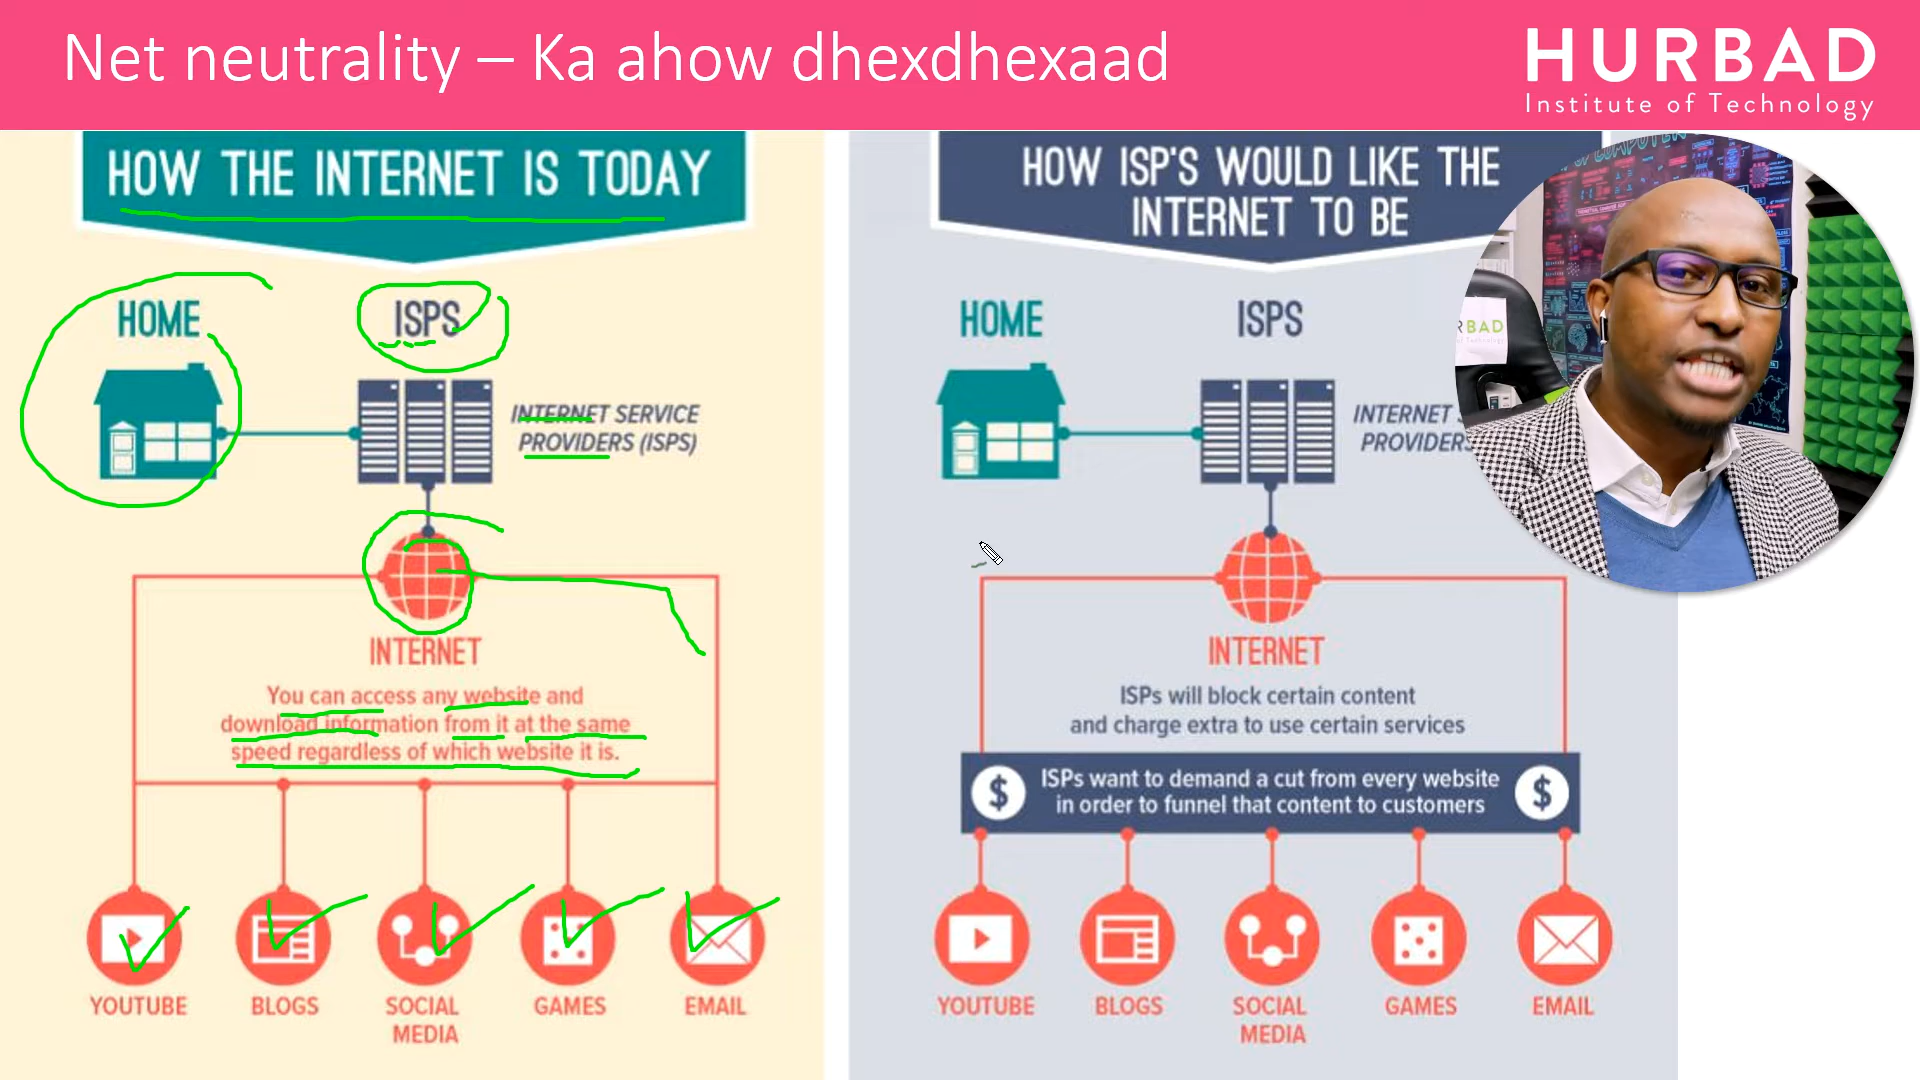 Net neutrality – Ka ahow dhexdhexaad
HURBAD
Institute of Technology
HOW THE INTERNET IS TODAY
HOME
ISPS
INTERNET SERVICE
PROVIDERS (ISPS)
INTERNET
You can access any website and
download information from it at the same
speed regardless of which website it is.
YOUTUBE
BLOGS
SOCIAL
MEDIA
GAMES
EMAIL
HOW ISP'S WOULD LIKE THE
INTERNET TO BE
HOME
ISPS
INTERNET
PROVIDERS
INTERNET
ISPs will block certain content
and charge extra to use certain services
$
ISPs want to demand a cut from every website
in order to funnel that content to customers
$
YOUTUBE
BLOGS
SOCIAL
MEDIA
GAMES
EMAIL
RBAD